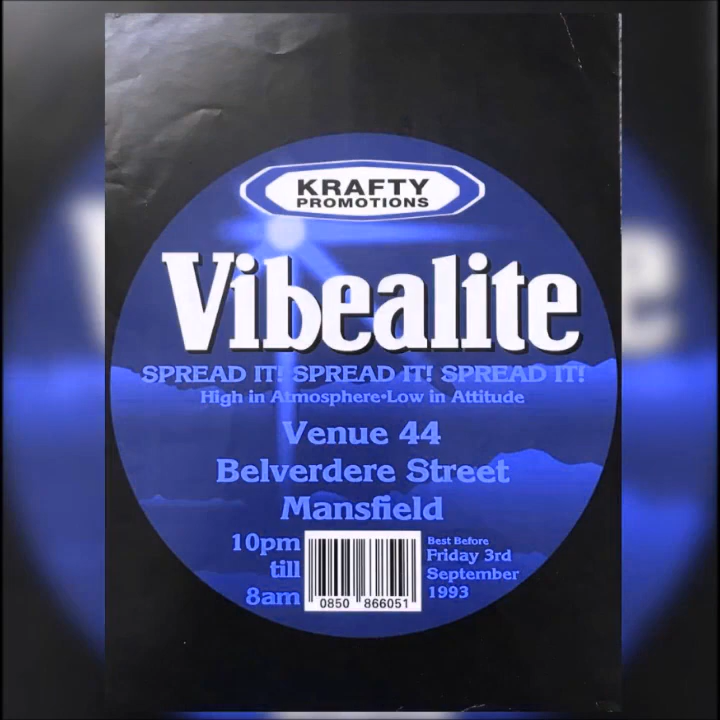 KRAFTY
PROMOTIONS
Vibealite
SPREAD IT! SPREAD IT! SPREAD IT!
High in Atmosphere•Low in Attitude
Venue 44
Belverdere Street
Mansfield
10pm
till
8am
0850 866051
Best Before
Friday 3rd
September
1993